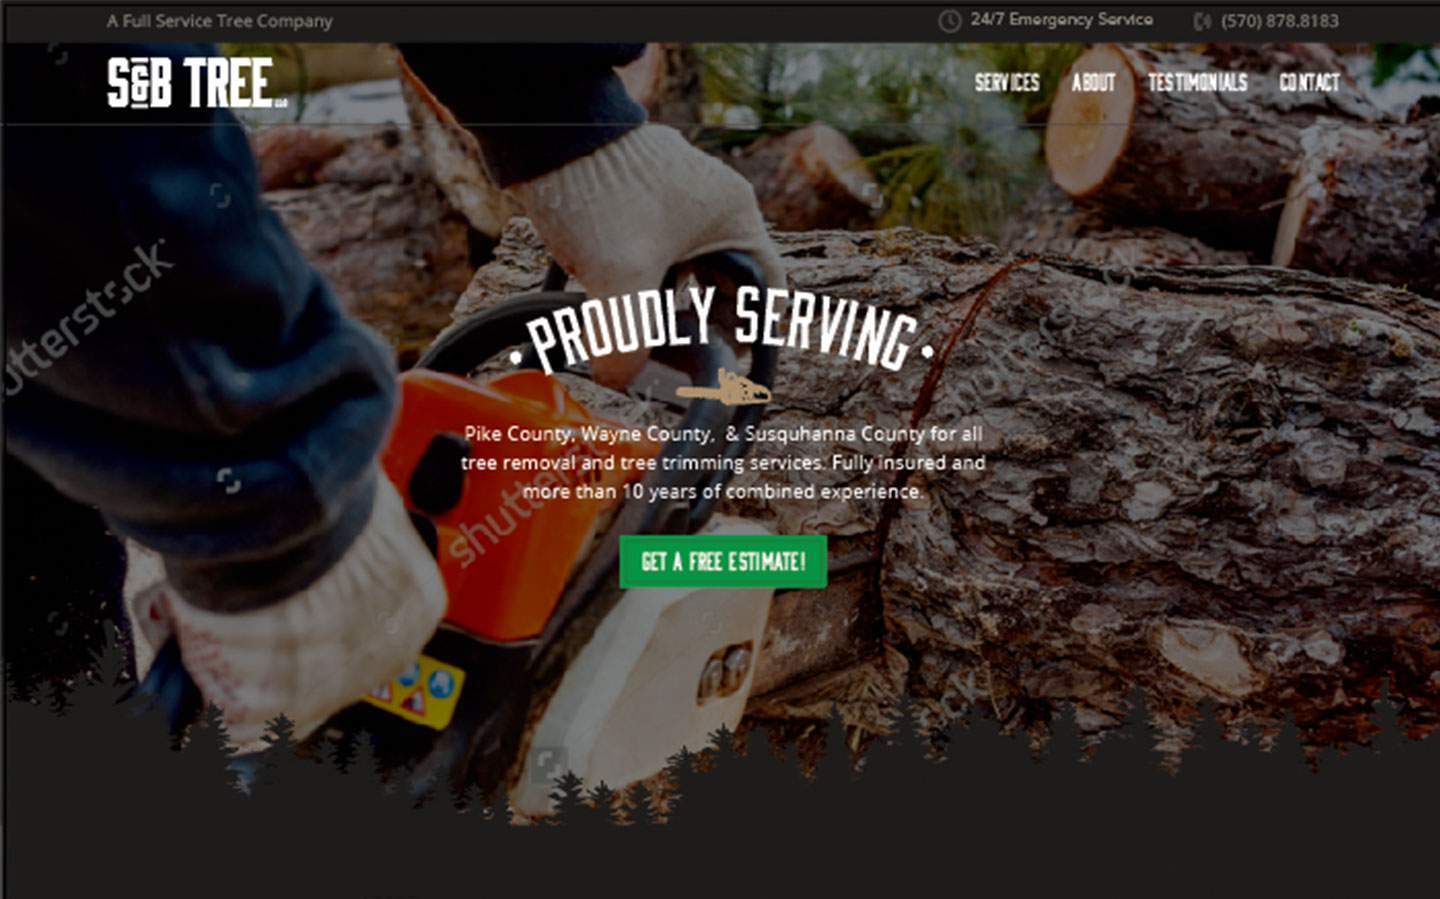 A Full Service Tree Company
24/7 Emergency Service
(570) 878.8183
S&B TREE LLC
SERVICES ABOUT TESTIMONIALS CONTACT
shutterstock
• PROUDLY SERVING •
Pike County, Wayne County, & Susquhanna County for all
tree removal and tree trimming services. Fully insured and
more than 10 years of combined experience.
GET A FREE ESTIMATE!